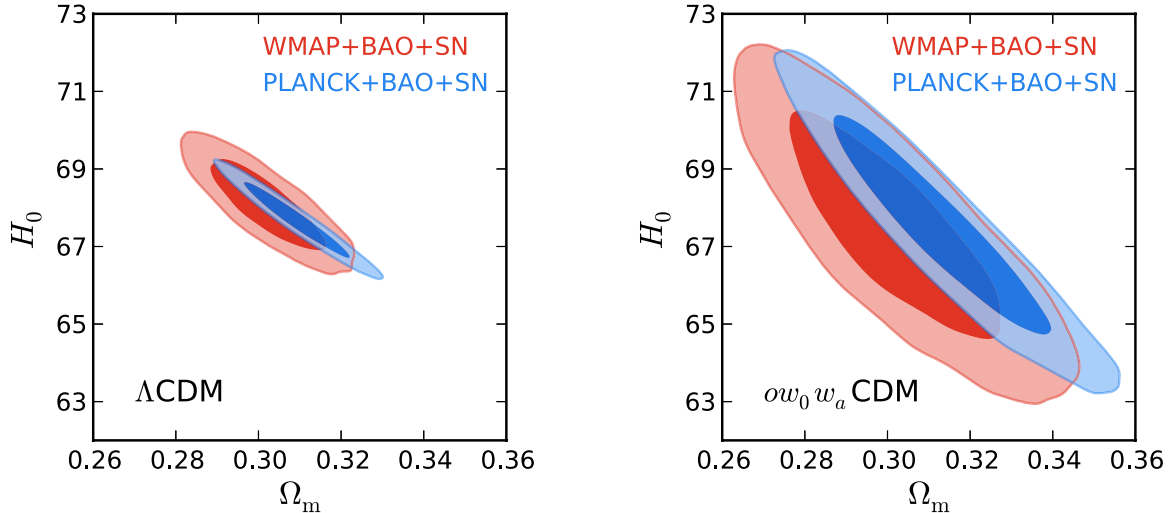 73
71
69
67
65
63
H₀
WMAP+BAO+SN
PLANCK+BAO+SN
ΛCDM
0.26 0.28 0.30 0.32 0.34 0.36
Ωₘ
73
71
69
67
65
63
H₀
WMAP+BAO+SN
PLANCK+BAO+SN
ow₀wₐCDM
0.26 0.28 0.30 0.32 0.34 0.36
Ωₘ